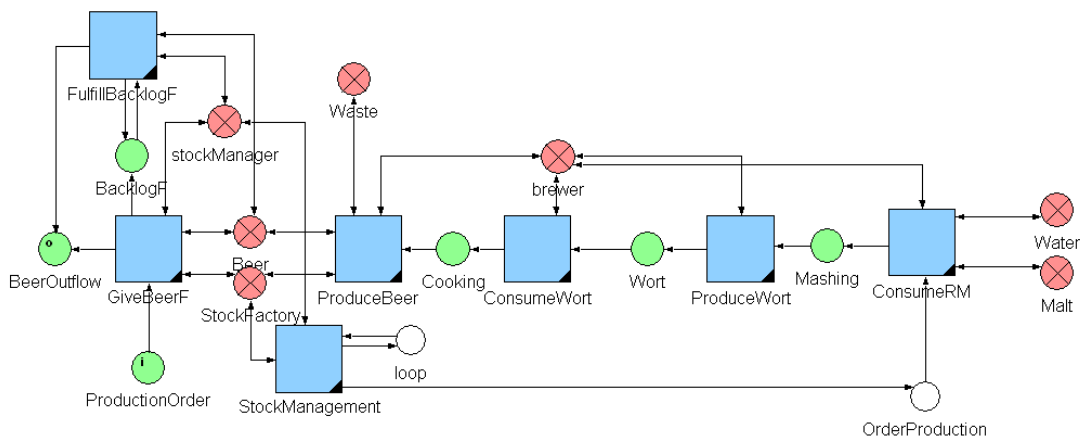 FulfillBacklogF
Waste
stockManager
BacklogF
brewer
o
BeerOutflow
GiveBeerF
Beer
StockFactory
ProduceBeer
Cooking
ConsumeWort
Wort
ProduceWort
Mashing
ConsumeRM
Water
Malt
i
ProductionOrder
StockManagement
loop
OrderProduction